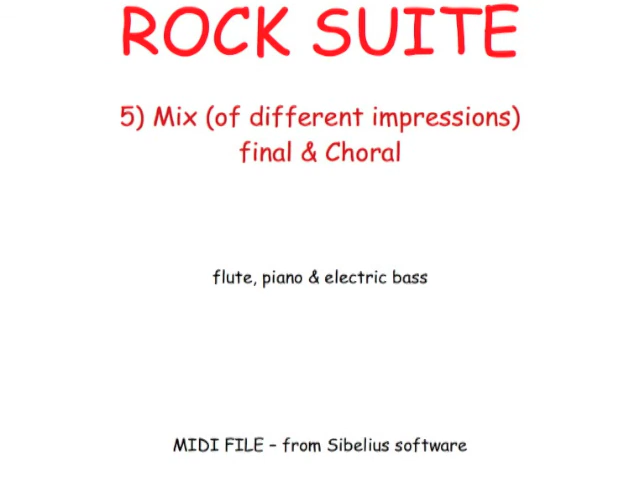 ROCK SUITE
5) Mix (of different impressions)
final & Choral
flute, piano & electric bass
MIDI FILE - from Sibelius software